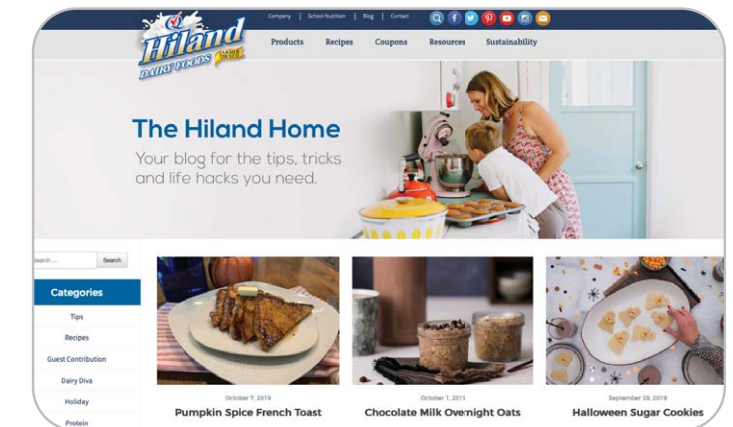 Company | School Nutrition | Blog | Contact
Hiland
DAIRY FOODS
Products Recipes Coupons Resources Sustainability
The Hiland Home
Your blog for the tips, tricks
and life hacks you need.
Search
Categories
Tips
Recipes
Guest Contribution
Dairy Diva
Holiday
Protein
October 7, 2019
Pumpkin Spice French Toast
October 1, 2011
Chocolate Milk Overnight Oats
September 28, 2019
Halloween Sugar Cookies